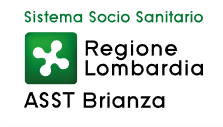 Sistema Socio Sanitario
Regione
Lombardia
ASST Brianza